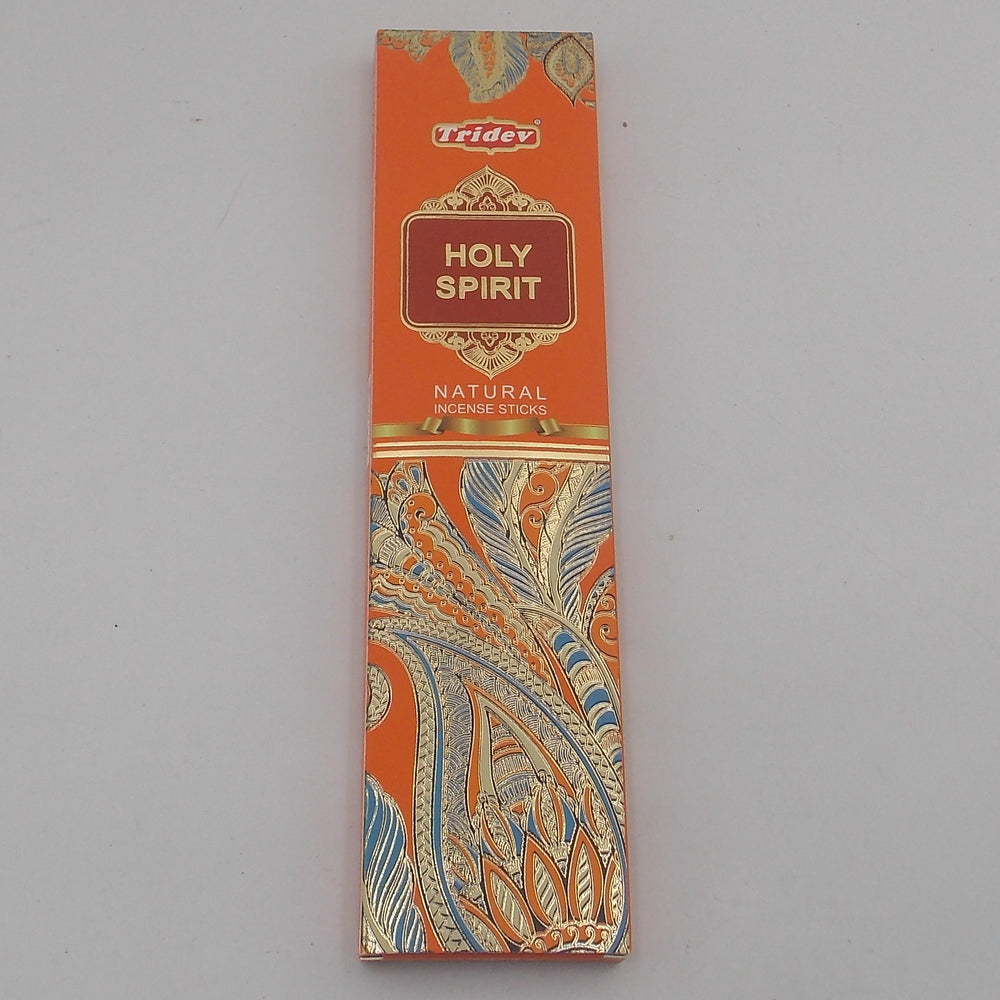 Tridev®
HOLY
SPIRIT
NATURAL
INCENSE STICKS